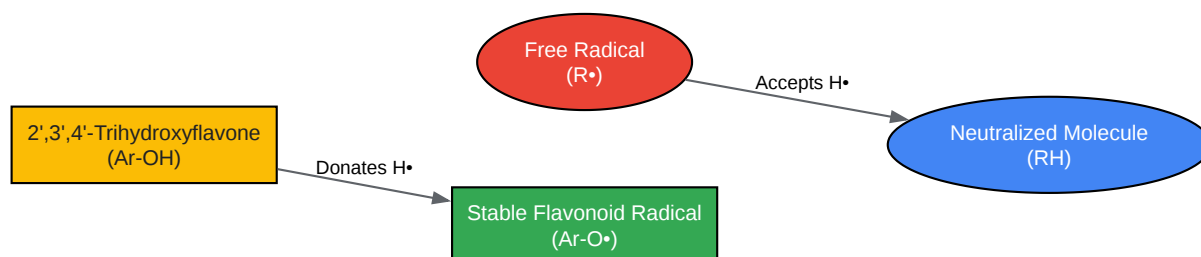 Free Radical
(R•)
Accepts H•
Neutralized Molecule
(RH)
2',3',4'-Trihydroxyflavone
(Ar-OH)
Donates H•
Stable Flavonoid Radical
(Ar-O•)